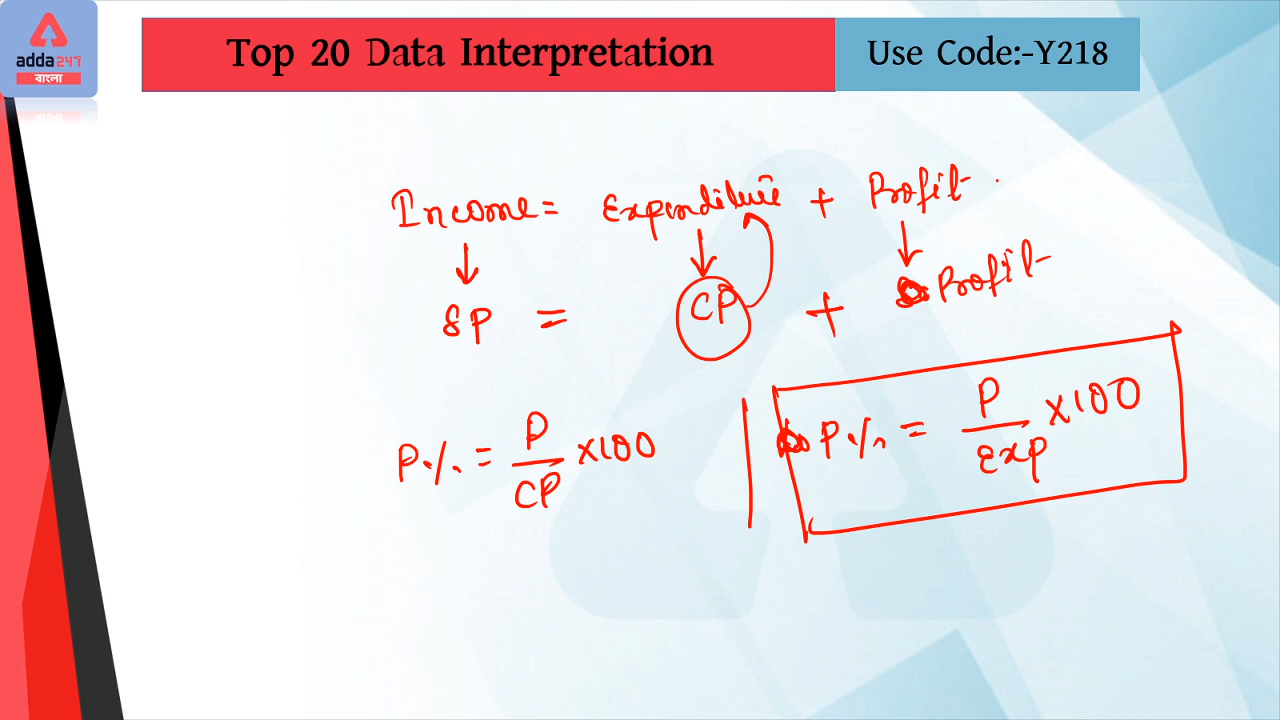 adda247
বাংলা
Top 20 Data Interpretation
Use Code:-Y218
Income = Expenditure + Profit
SP = CP + Profit
P% = P/CP ×100
P% = P/Exp ×100